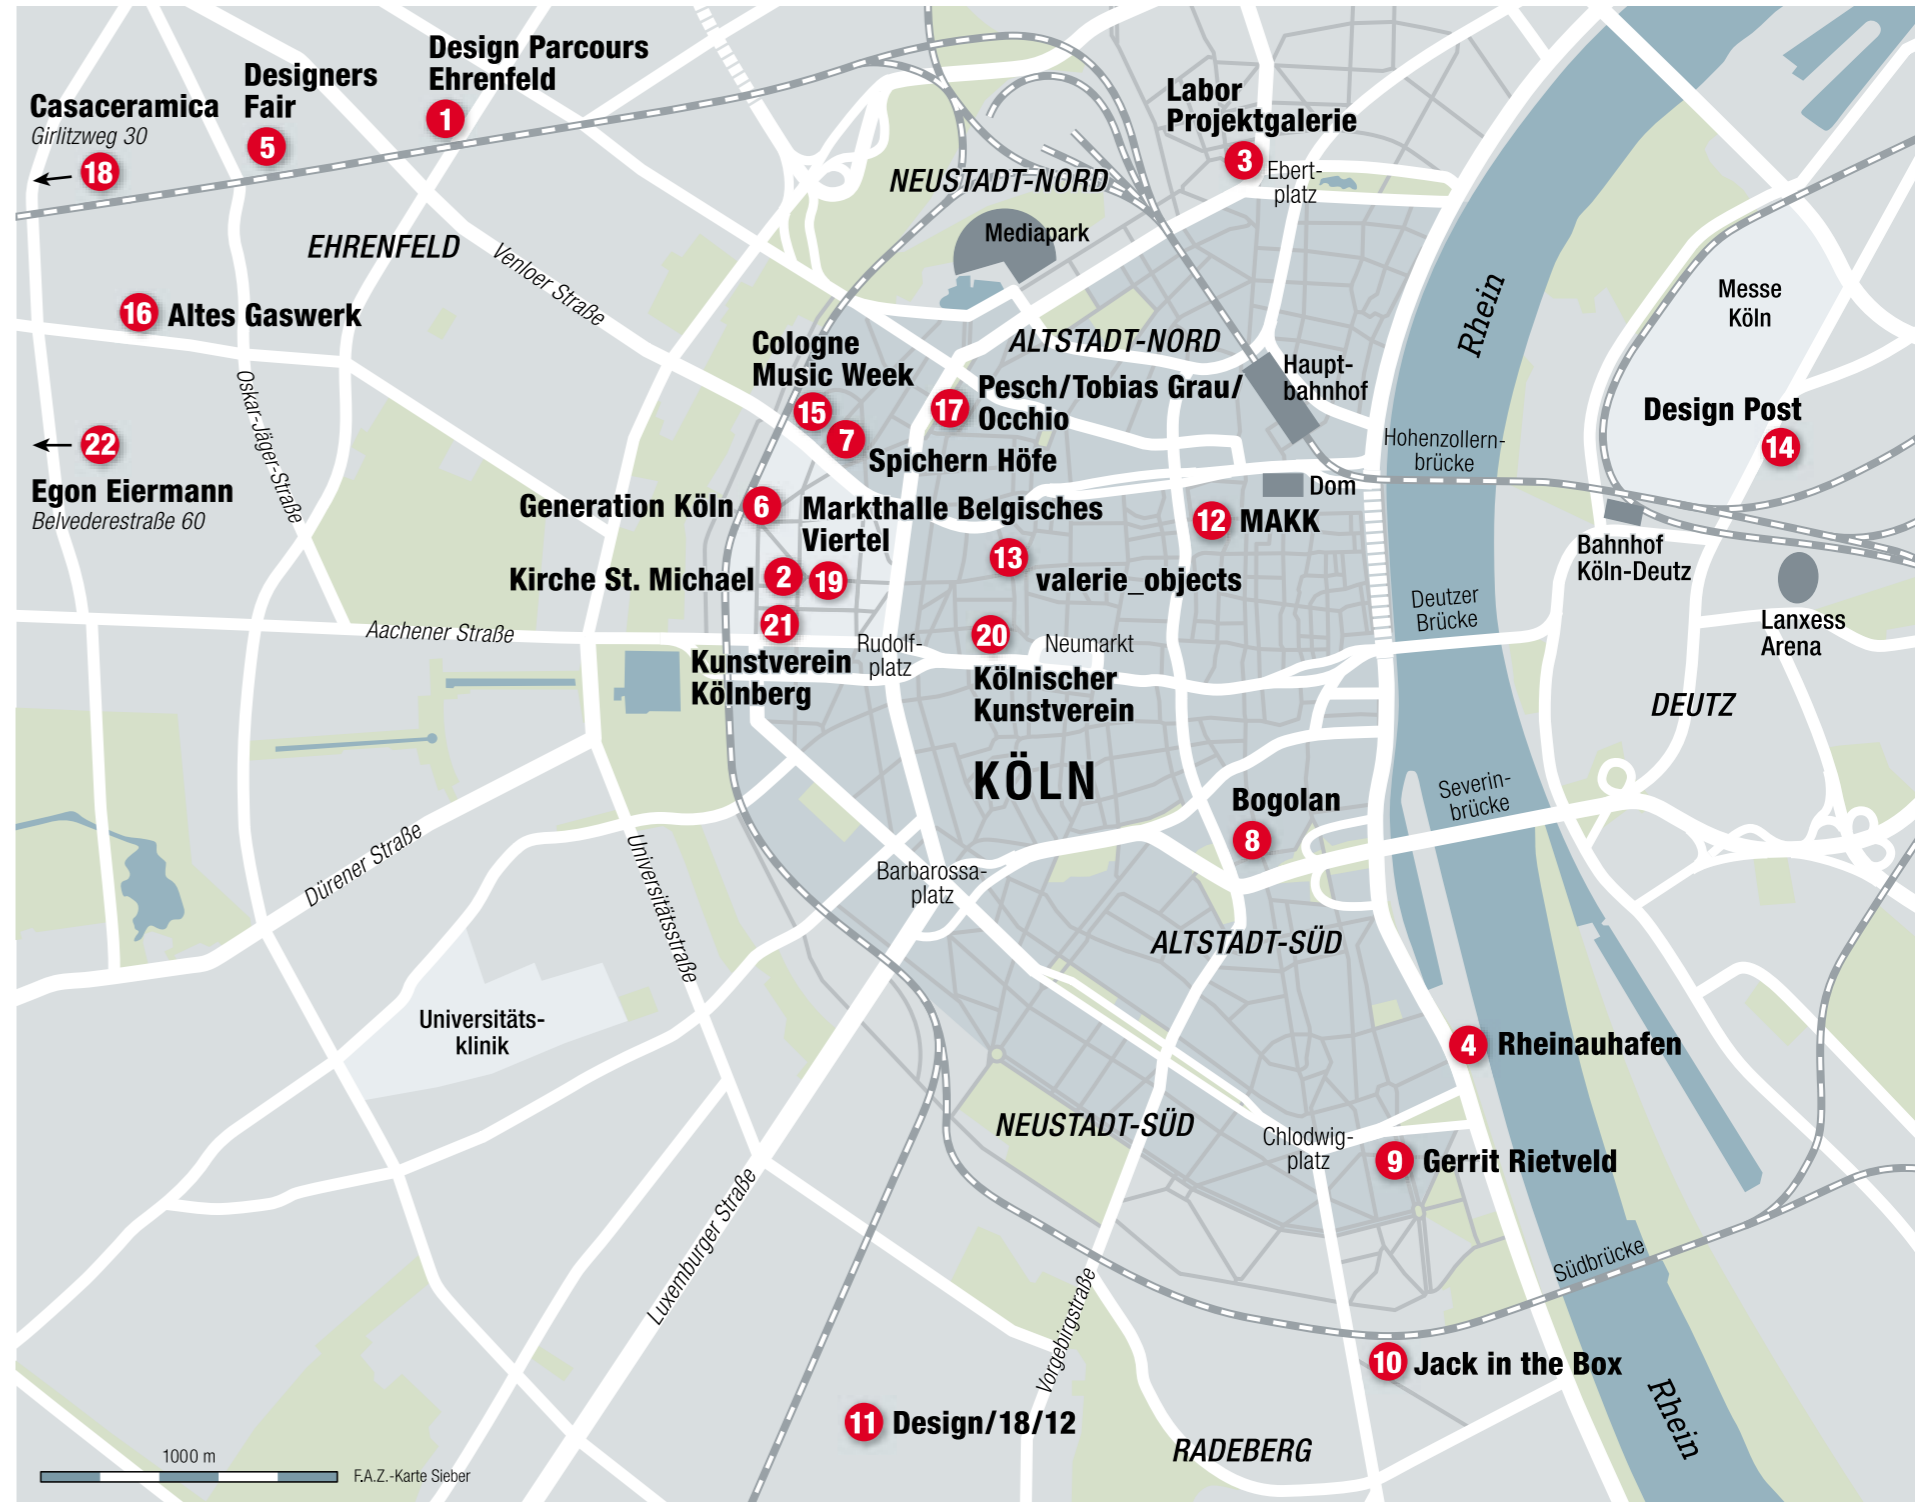 Design Parcours
Ehrenfeld
1
Designers
Fair
5
Casaceramica
Girlitzweg 30
18
Labor
Projektgalerie
3
Ebert-
platz
NEUSTADT-NORD
Mediapark
EHRENFELD
Venloer Straße
16 Altes Gaswerk
Rhein
Messe
Köln
Cologne
Music Week
15
7
Spichern Höfe
ALTSTADT-NORD
Haupt-
bahnhof
17 Pesch/Tobias Grau/
Occhio
Oskar-Jäger-Straße
Design Post
14
22
Egon Eiermann
Belvederestraße 60
Hohenzollern-
brücke
Dom
Generation Köln 6
Markthalle Belgisches
Viertel
19
12 MAKK
13
valerie_objects
Kirche St. Michael 2
Bahnhof
Köln-Deutz
Lanxess
Arena
Deutzer
Brücke
Aachener Straße
21
Kunstverein
Kölnberg
Rudolf-
platz
20
Neumarkt
Kölnischer
Kunstverein
DEUTZ
KÖLN
Bogolan
8
Severin-
brücke
Dürener Straße
Universitätsstraße
Barbarossa-
platz
ALTSTADT-SÜD
Universitäts-
klinik
4 Rheinauhafen
NEUSTADT-SÜD
Chlodwig-
platz
9 Gerrit Rietveld
Luxemburger Straße
Südbrücke
Vorgebirgstraße
10 Jack in the Box
11 Design/18/12
RADEBERG
Rhein
1000 m
F.A.Z.-Karte Sieber